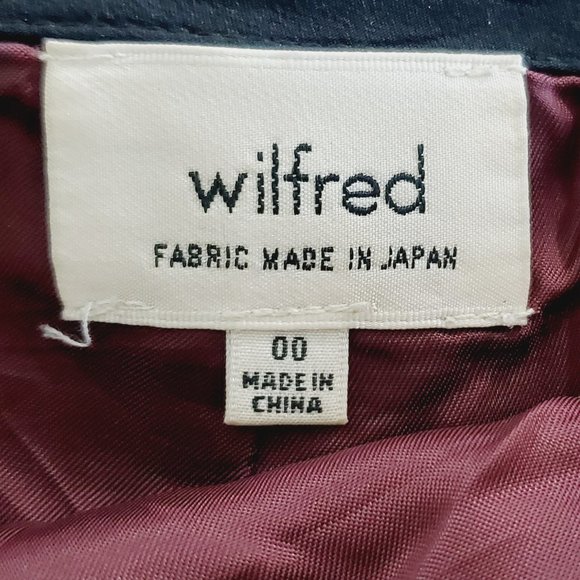 wilfred
FABRIC MADE IN JAPAN
00
MADE IN
CHINA